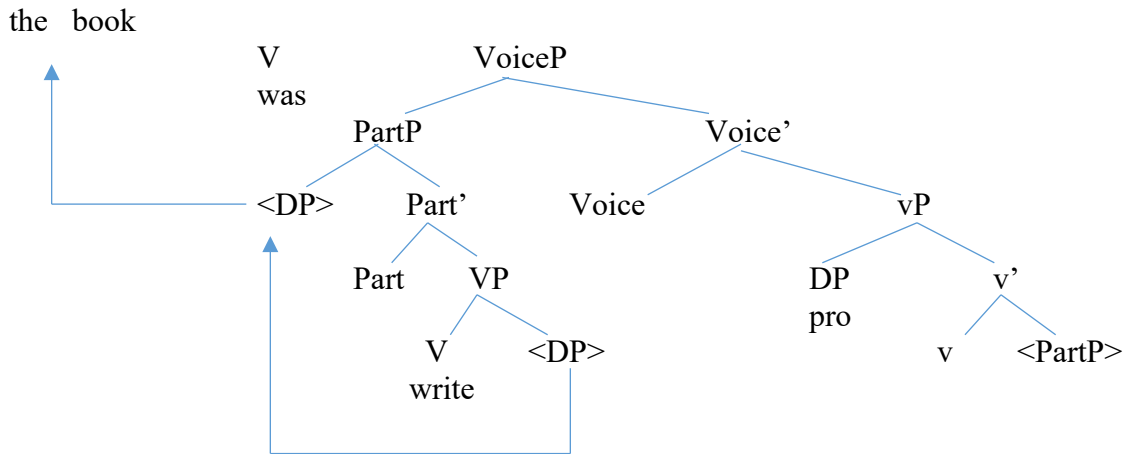 the book
V VoiceP
was
PartP Voice’
<DP> Part’ Voice vP
Part VP DP v’
pro
V <DP> v <PartP>
write